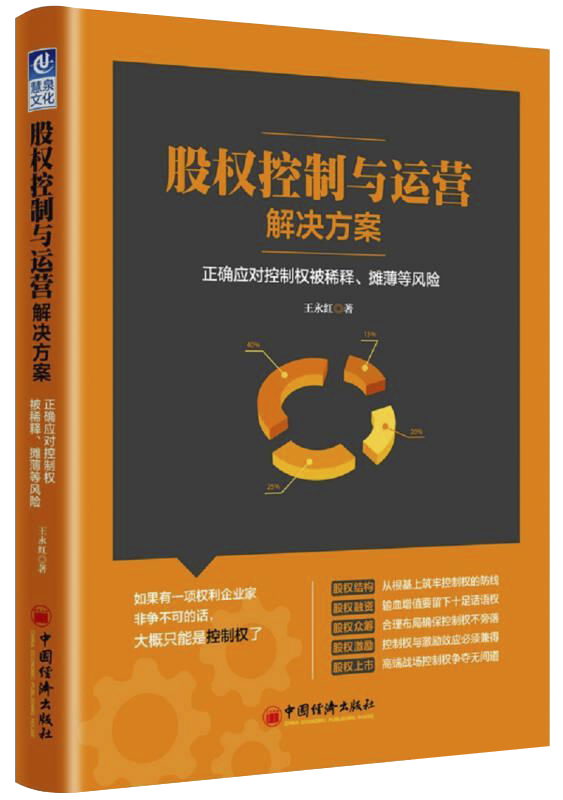 慧泉
文化
股权控制与运营
解决方案
正确应对控制权
被稀释、摊薄等风险
王永红◎著
中国经济出版社
股权控制与运营
解决方案
正确应对控制权被稀释、摊薄等风险
王永红◎著
40%
15%
20%
25%
如果有一项权利企业家
非争不可的话，
大概只能是控制权了
股权结构 从根基上筑牢控制权的防线
股权融资 输血增值要留下十足话语权
股权众筹 合理布局确保控制权不旁落
股权激励 控制权与激励效应必须兼得
股权上市 高端战场控制权争夺无间道
中国经济出版社
CHINA ECONOMIC PUBLISHING HOUSE